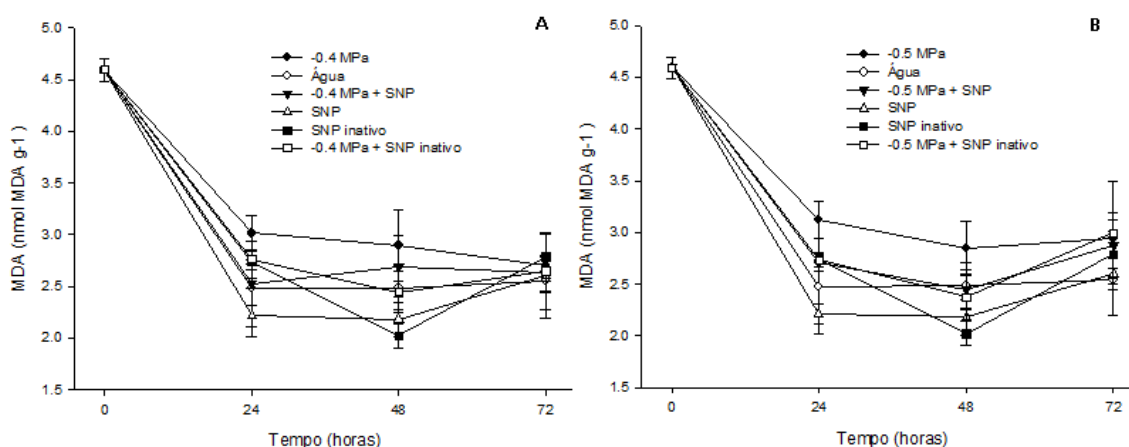 A
5.0
4.5
4.0
3.5
3.0
2.5
2.0
1.5
MDA (nmol MDA g-1 )
-0.4 MPa
Água
-0.4 MPa + SNP
SNP
SNP inativo
-0.4 MPa + SNP inativo
0
24
48
72
Tempo (horas)
B
5.0
4.5
4.0
3.5
3.0
2.5
2.0
1.5
MDA (nmol MDA g-1 )
-0.5 MPa
Água
-0.5 MPa + SNP
SNP
SNP inativo
-0.5 MPa + SNP inativo
0
24
48
72
Tempo (horas)